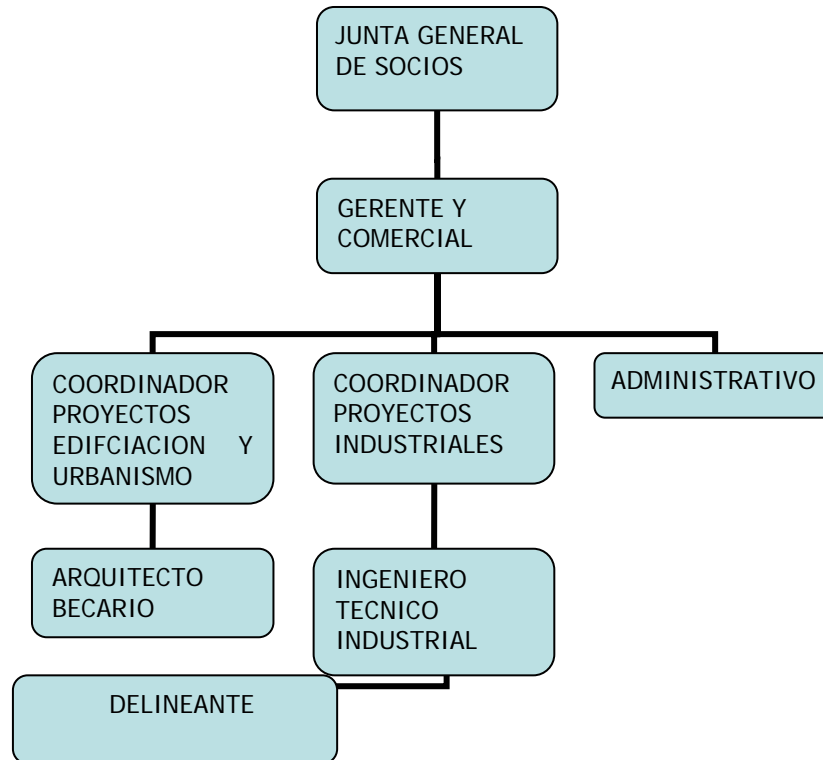 JUNTA GENERAL
DE SOCIOS
GERENTE Y
COMERCIAL
COORDINADOR
PROYECTOS
EDIFCIACION Y
URBANISMO
COORDINADOR
PROYECTOS
INDUSTRIALES
ADMINISTRATIVO
ARQUITECTO
BECARIO
INGENIERO
TECNICO
INDUSTRIAL
DELINEANTE